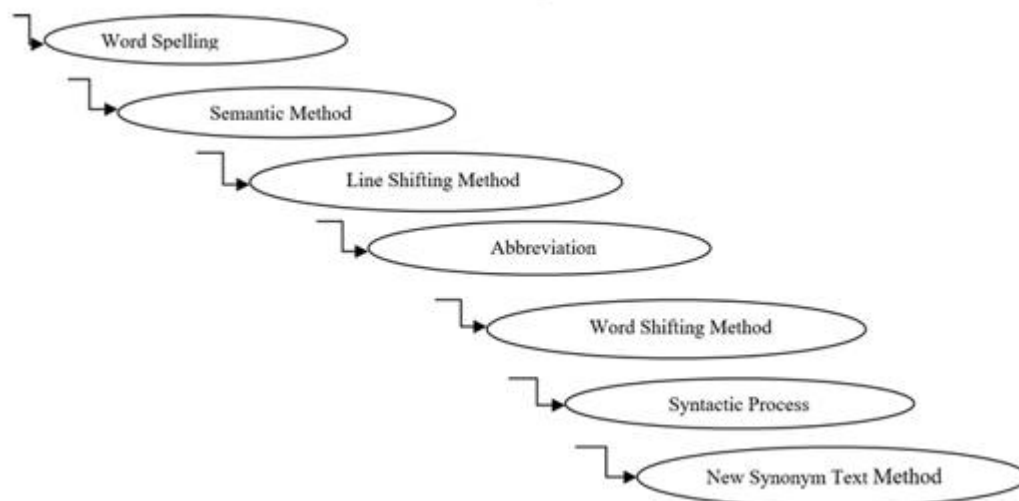 Word Spelling
Semantic Method
Line Shifting Method
Abbreviation
Word Shifting Method
Syntactic Process
New Synonym Text Method